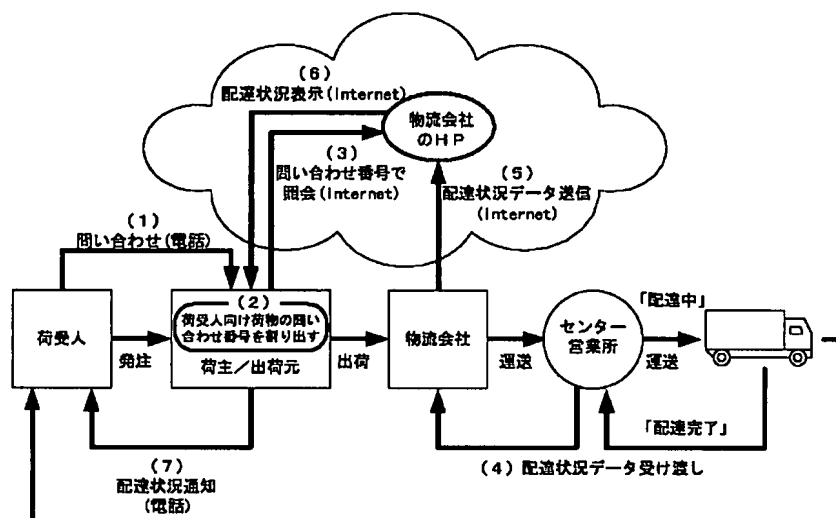 (6)
配達状況表示(Internet)
物流会社
のHP
(3)
問い合わせ番号で
照会(Internet)
(5)
配達状況データ送信
(Internet)
(1)
問い合わせ(電話)
(2)
荷受人向け荷物の問い
合わせ番号を割り出す
荷受人
発注
荷主/出荷元
出荷
物流会社
運送
センター
営業所
「配達中」
運送
「配達完了」
(4)配達状況データ受け渡し
(7)
配達状況通知
(電話)